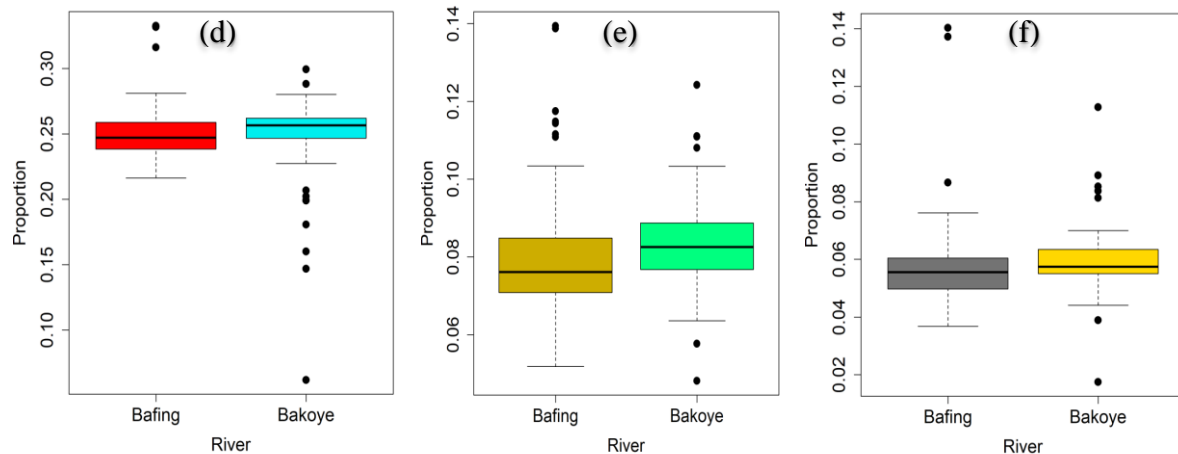 (d)
Proportion
0.30
0.25
0.20
0.15
0.10
Bafing Bakoye
River
(e)
Proportion
0.14
0.12
0.10
0.08
0.06
Bafing Bakoye
River
(f)
Proportion
0.14
0.12
0.10
0.08
0.06
0.04
0.02
Bafing Bakoye
River